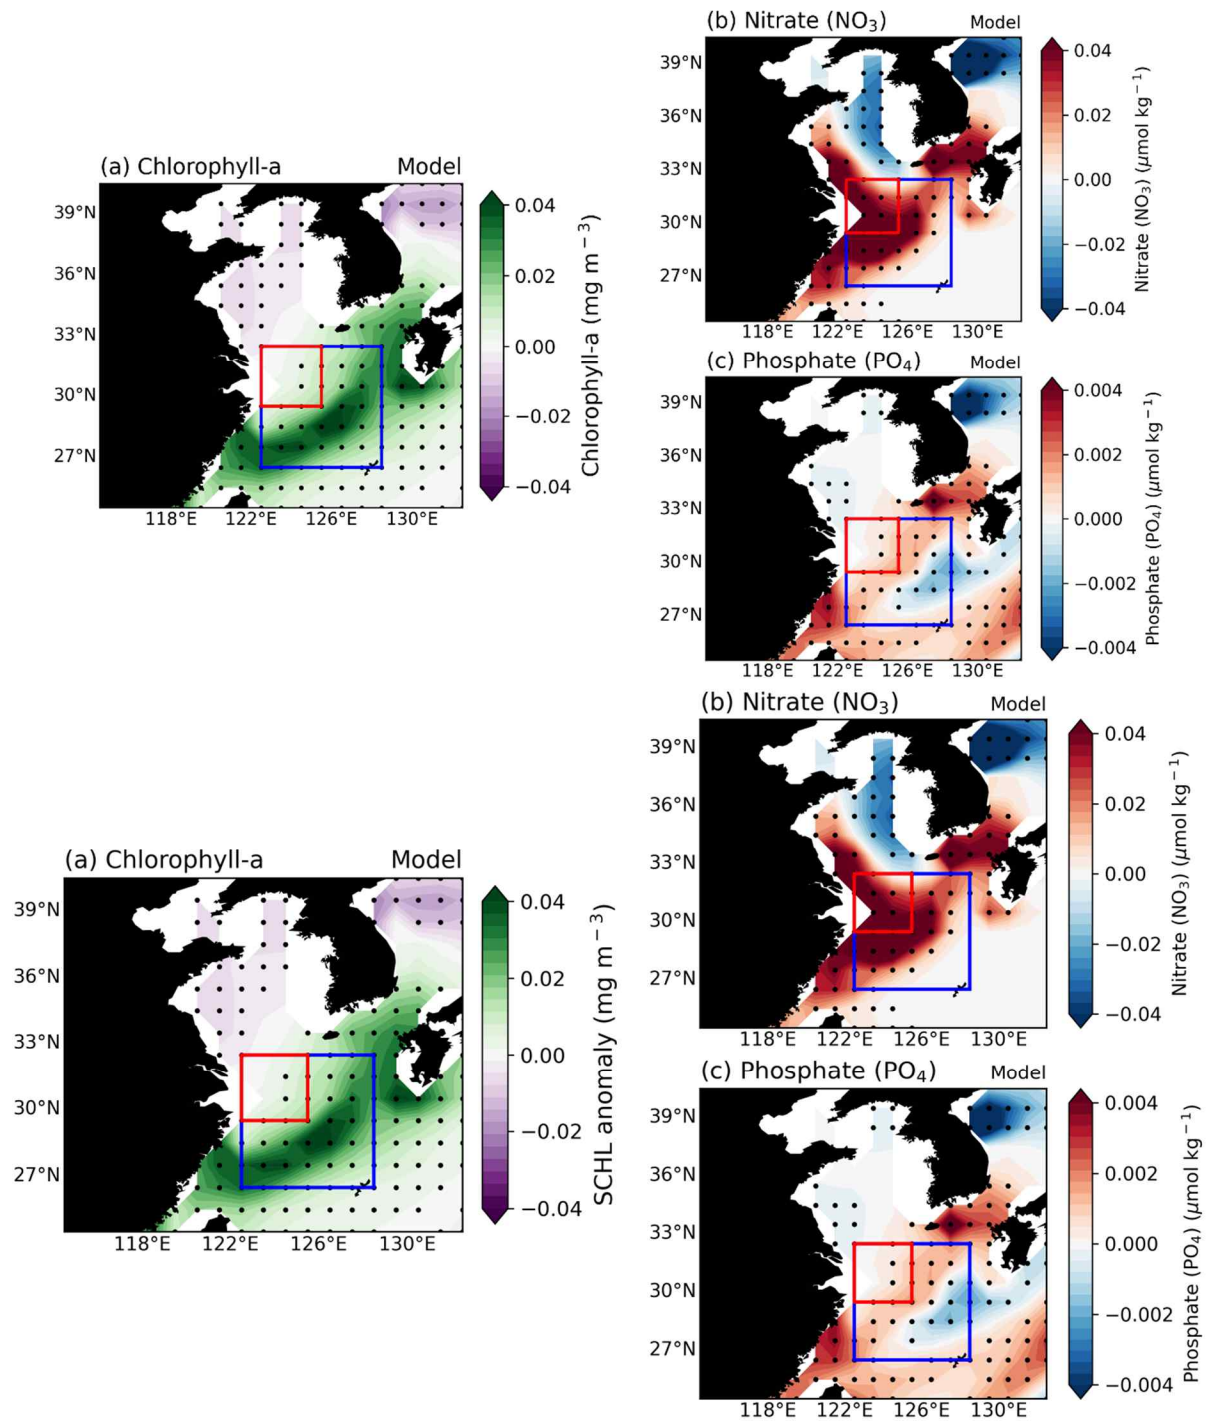 (a) Chlorophyll-a Model
39°N
36°N
33°N
30°N
27°N
118°E 122°E 126°E 130°E
0.04
0.02
0.00
−0.02
−0.04
Chlorophyll-a (mg m⁻³)
(b) Nitrate (NO₃) Model
39°N
36°N
33°N
30°N
27°N
118°E 122°E 126°E 130°E
0.04
0.02
0.00
−0.02
−0.04
Nitrate (NO₃) (μmol kg⁻¹)
(c) Phosphate (PO₄) Model
39°N
36°N
33°N
30°N
27°N
118°E 122°E 126°E 130°E
0.004
0.002
0.000
−0.002
−0.004
Phosphate (PO₄) (μmol kg⁻¹)
(a) Chlorophyll-a Model
39°N
36°N
33°N
30°N
27°N
118°E 122°E 126°E 130°E
0.04
0.02
0.00
−0.02
−0.04
SCHL anomaly (mg m⁻³)
(b) Nitrate (NO₃) Model
39°N
36°N
33°N
30°N
27°N
118°E 122°E 126°E 130°E
0.04
0.02
0.00
−0.02
−0.04
Nitrate (NO₃) (μmol kg⁻¹)
(c) Phosphate (PO₄) Model
39°N
36°N
33°N
30°N
27°N
118°E 122°E 126°E 130°E
0.004
0.002
0.000
−0.002
−0.004
Phosphate (PO₄) (μmol kg⁻¹)